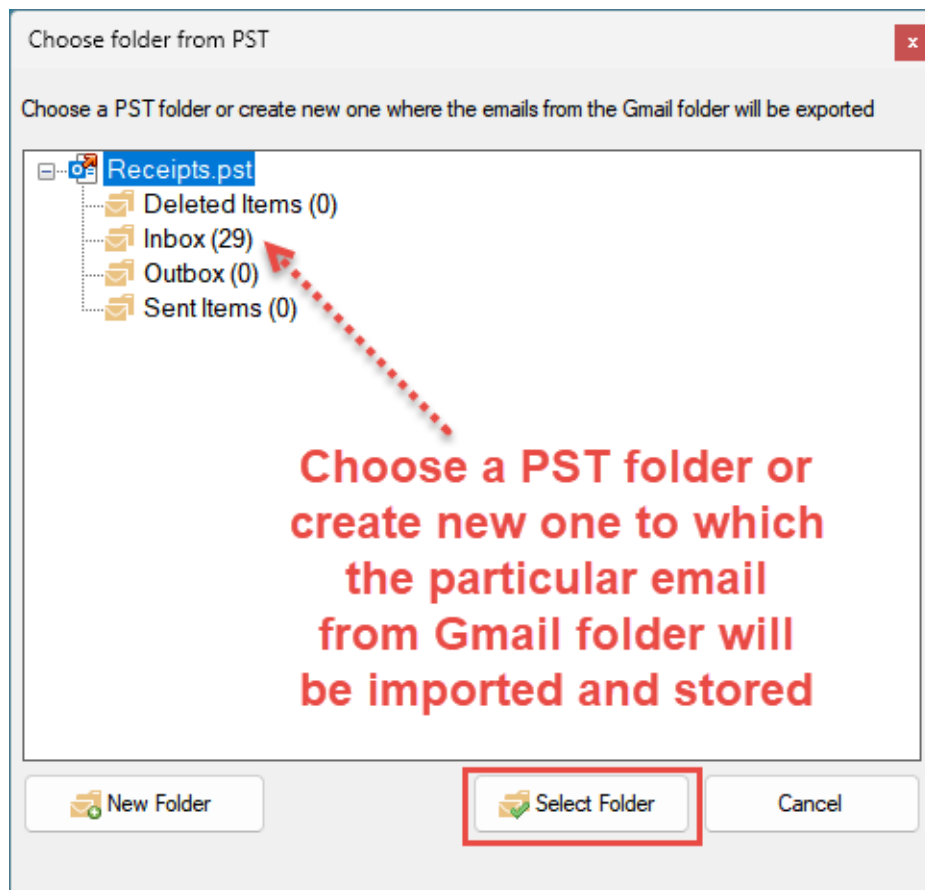 Choose folder from PST
x
Choose a PST folder or create new one where the emails from the Gmail folder will be exported
Receipts.pst
Deleted Items (0)
Inbox (29)
Outbox (0)
Sent Items (0)
Choose a PST folder or
create new one to which
the particular email
from Gmail folder will
be imported and stored
New Folder
Select Folder
Cancel